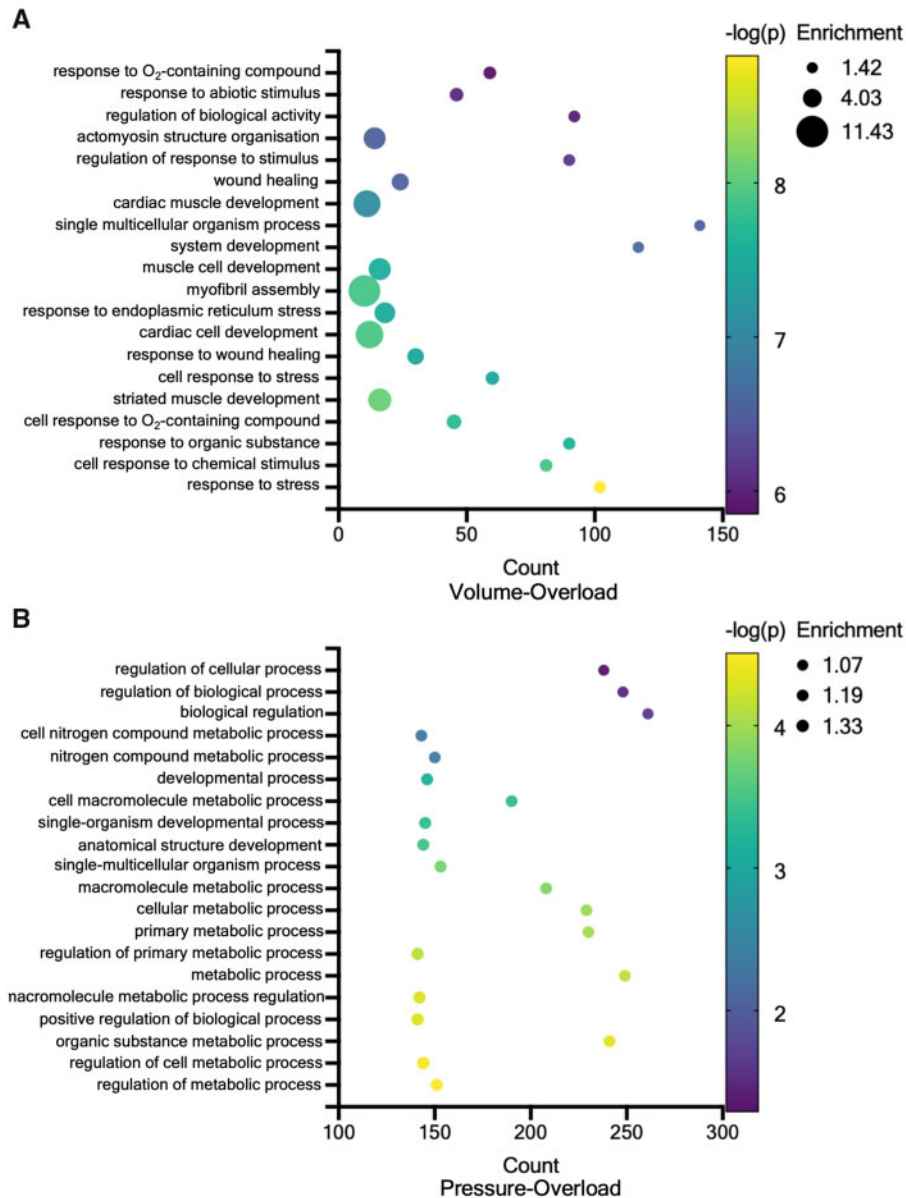 A
-log(p) Enrichment
1.42
4.03
11.43
response to O₂-containing compound
response to abiotic stimulus
regulation of biological activity
actomyosin structure organisation
regulation of response to stimulus
wound healing
cardiac muscle development
single multicellular organism process
system development
muscle cell development
myofibril assembly
response to endoplasmic reticulum stress
cardiac cell development
response to wound healing
cell response to stress
striated muscle development
cell response to O₂-containing compound
response to organic substance
cell response to chemical stimulus
response to stress
8
7
6
0 50 100 150
Count
Volume-Overload
B
-log(p) Enrichment
1.07
1.19
1.33
regulation of cellular process
regulation of biological process
biological regulation
cell nitrogen compound metabolic process
nitrogen compound metabolic process
developmental process
cell macromolecule metabolic process
single-organism developmental process
anatomical structure development
single-multicellular organism process
macromolecule metabolic process
cellular metabolic process
primary metabolic process
regulation of primary metabolic process
metabolic process
nacromolecule metabolic process regulation
positive regulation of biological process
organic substance metabolic process
regulation of cell metabolic process
regulation of metabolic process
4
3
2
100 150 200 250 300
Count
Pressure-Overload